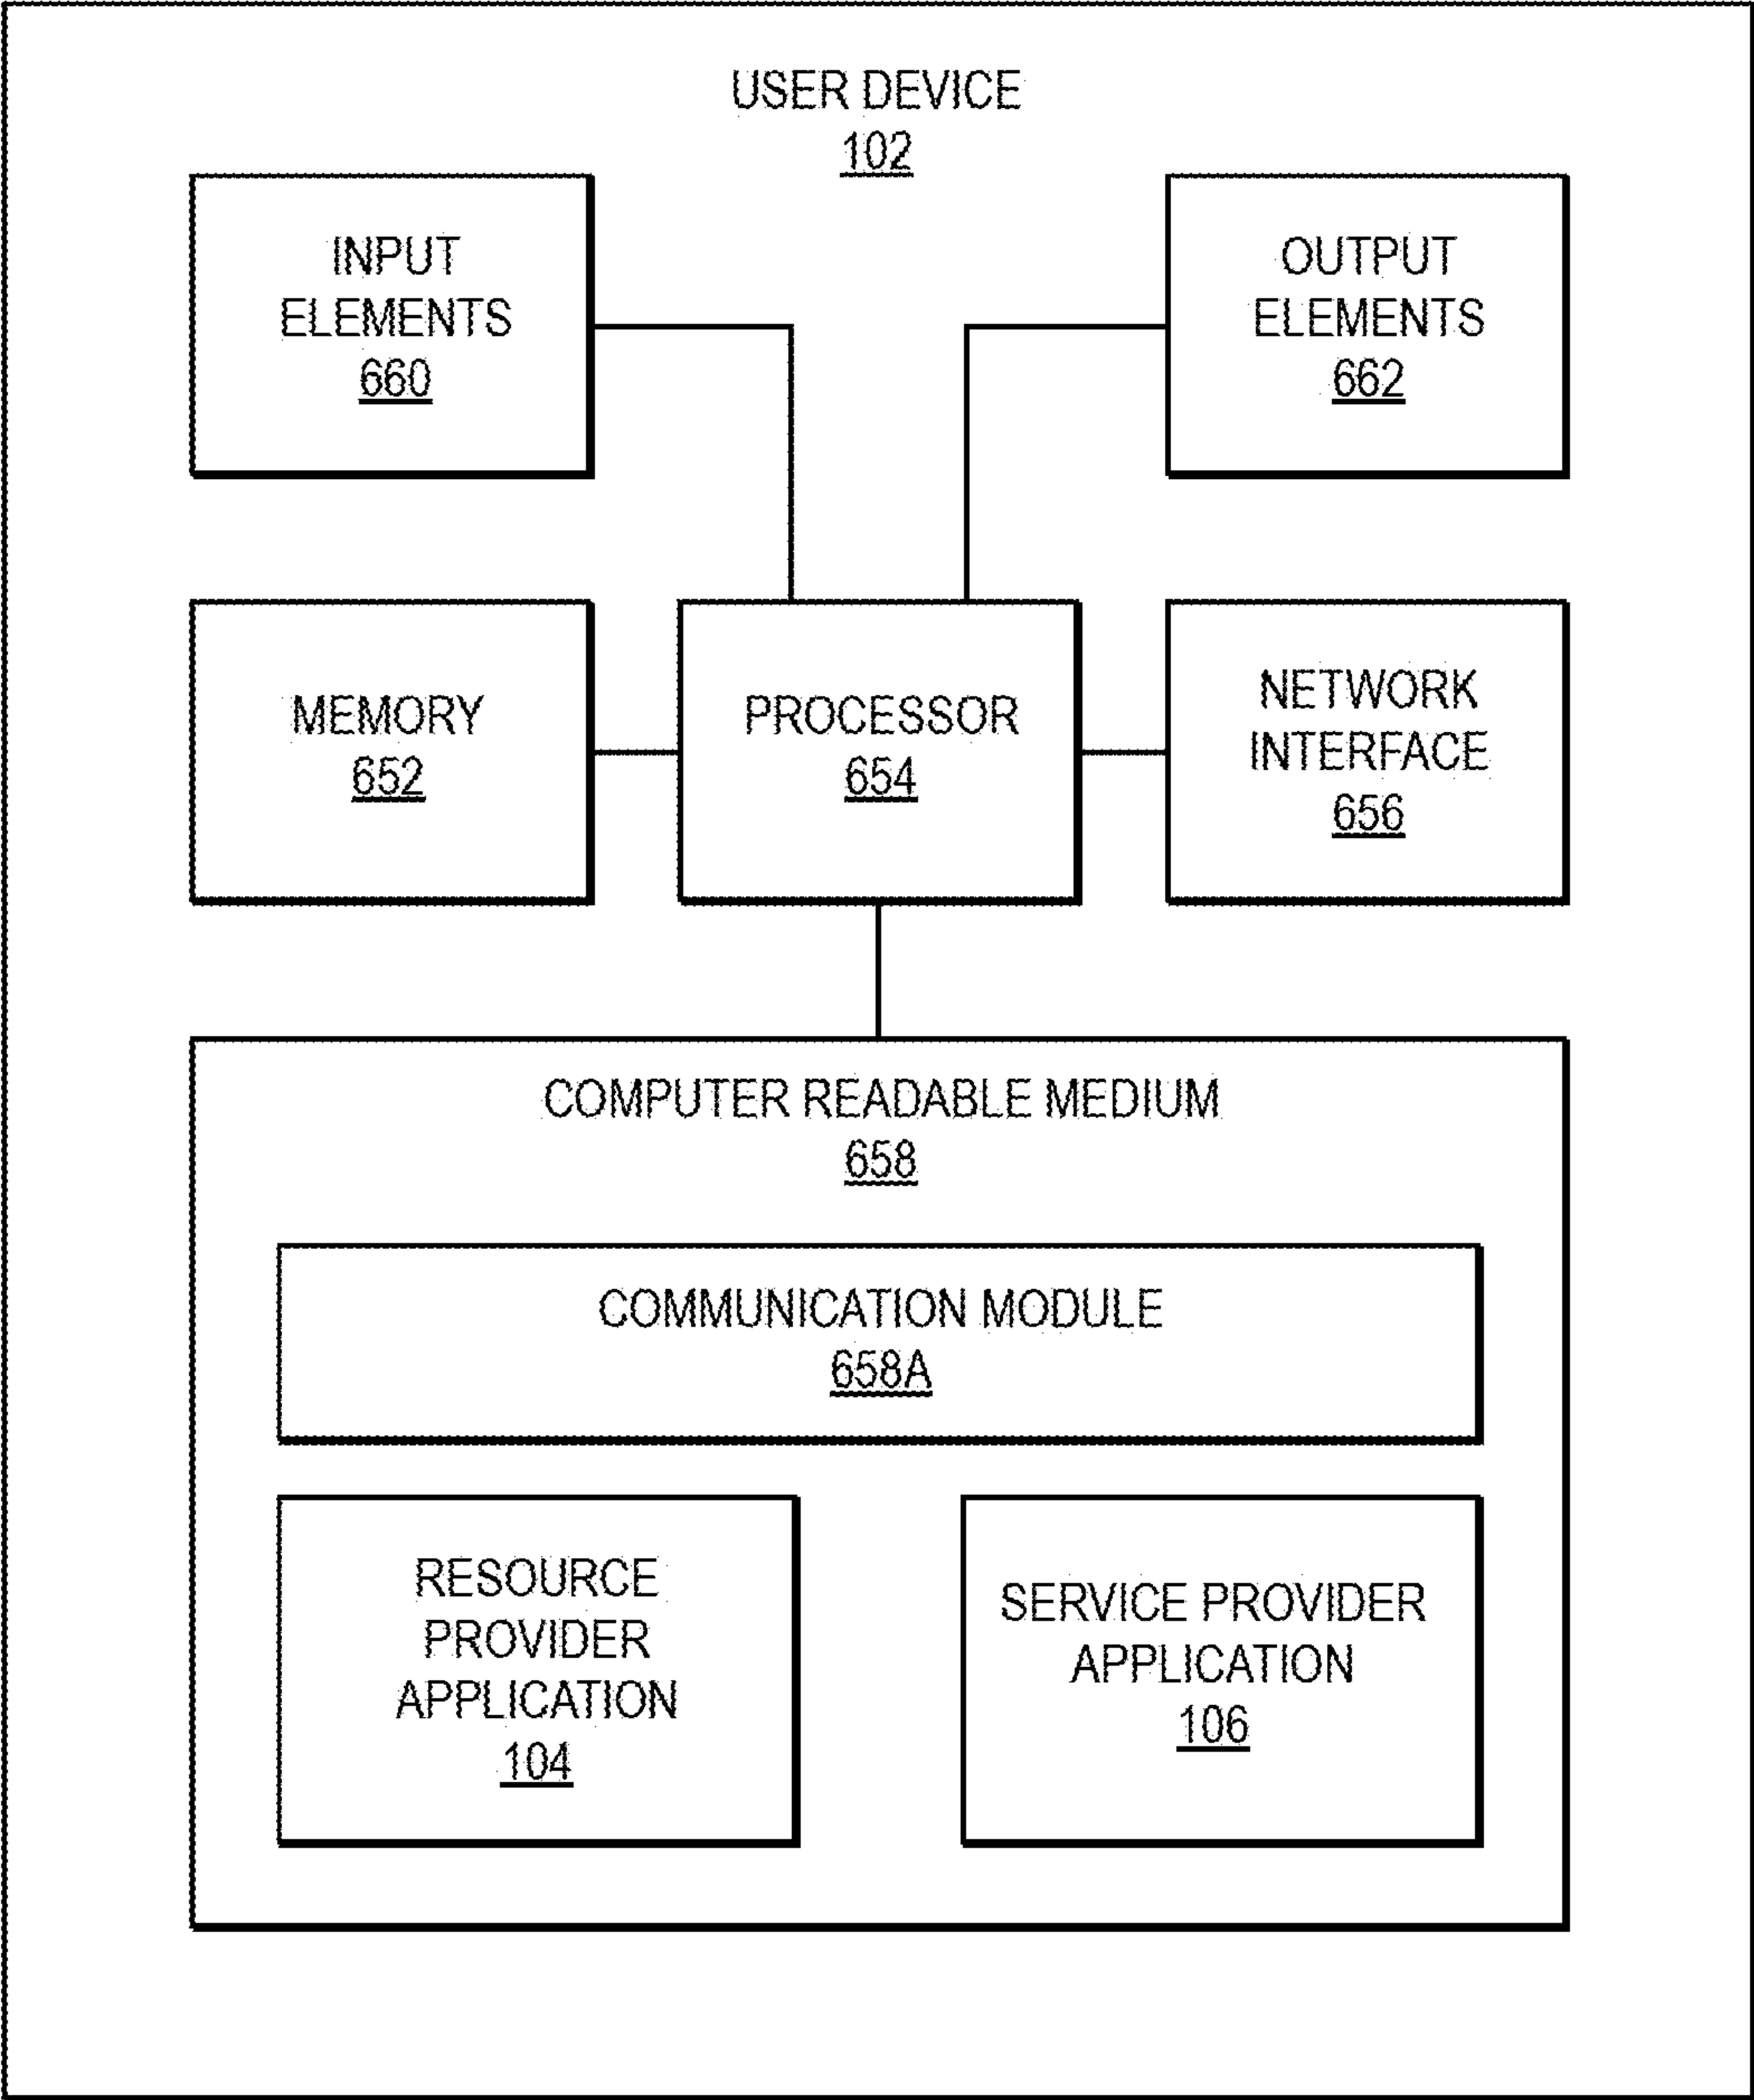 USER DEVICE
102
INPUT
ELEMENTS
660
OUTPUT
ELEMENTS
662
MEMORY
652
PROCESSOR
654
NETWORK
INTERFACE
656
COMPUTER READABLE MEDIUM
658
COMMUNICATION MODULE
658A
RESOURCE
PROVIDER
APPLICATION
104
SERVICE PROVIDER
APPLICATION
106